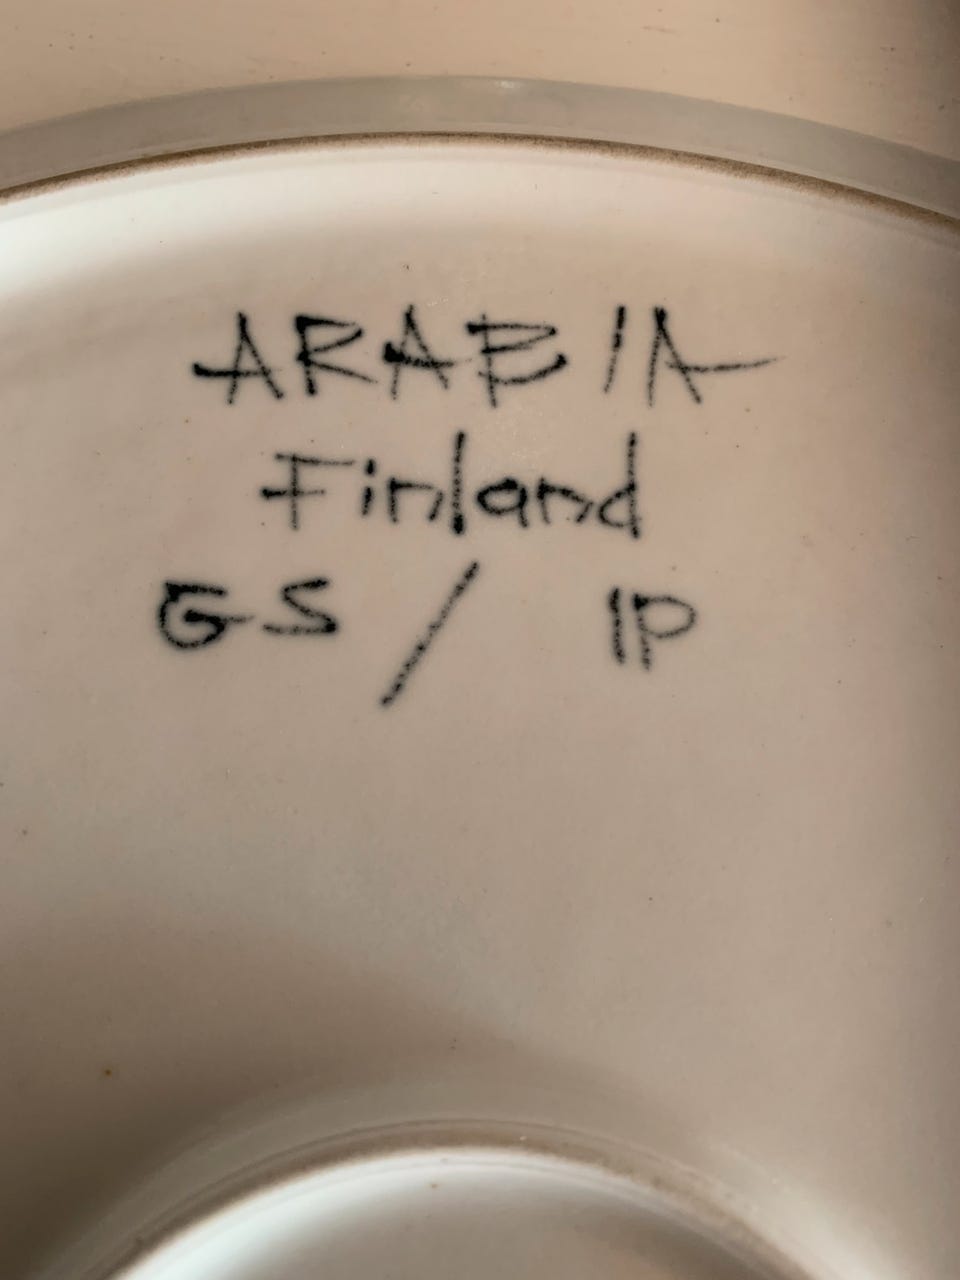 ARABIA
Finland
GS / IP